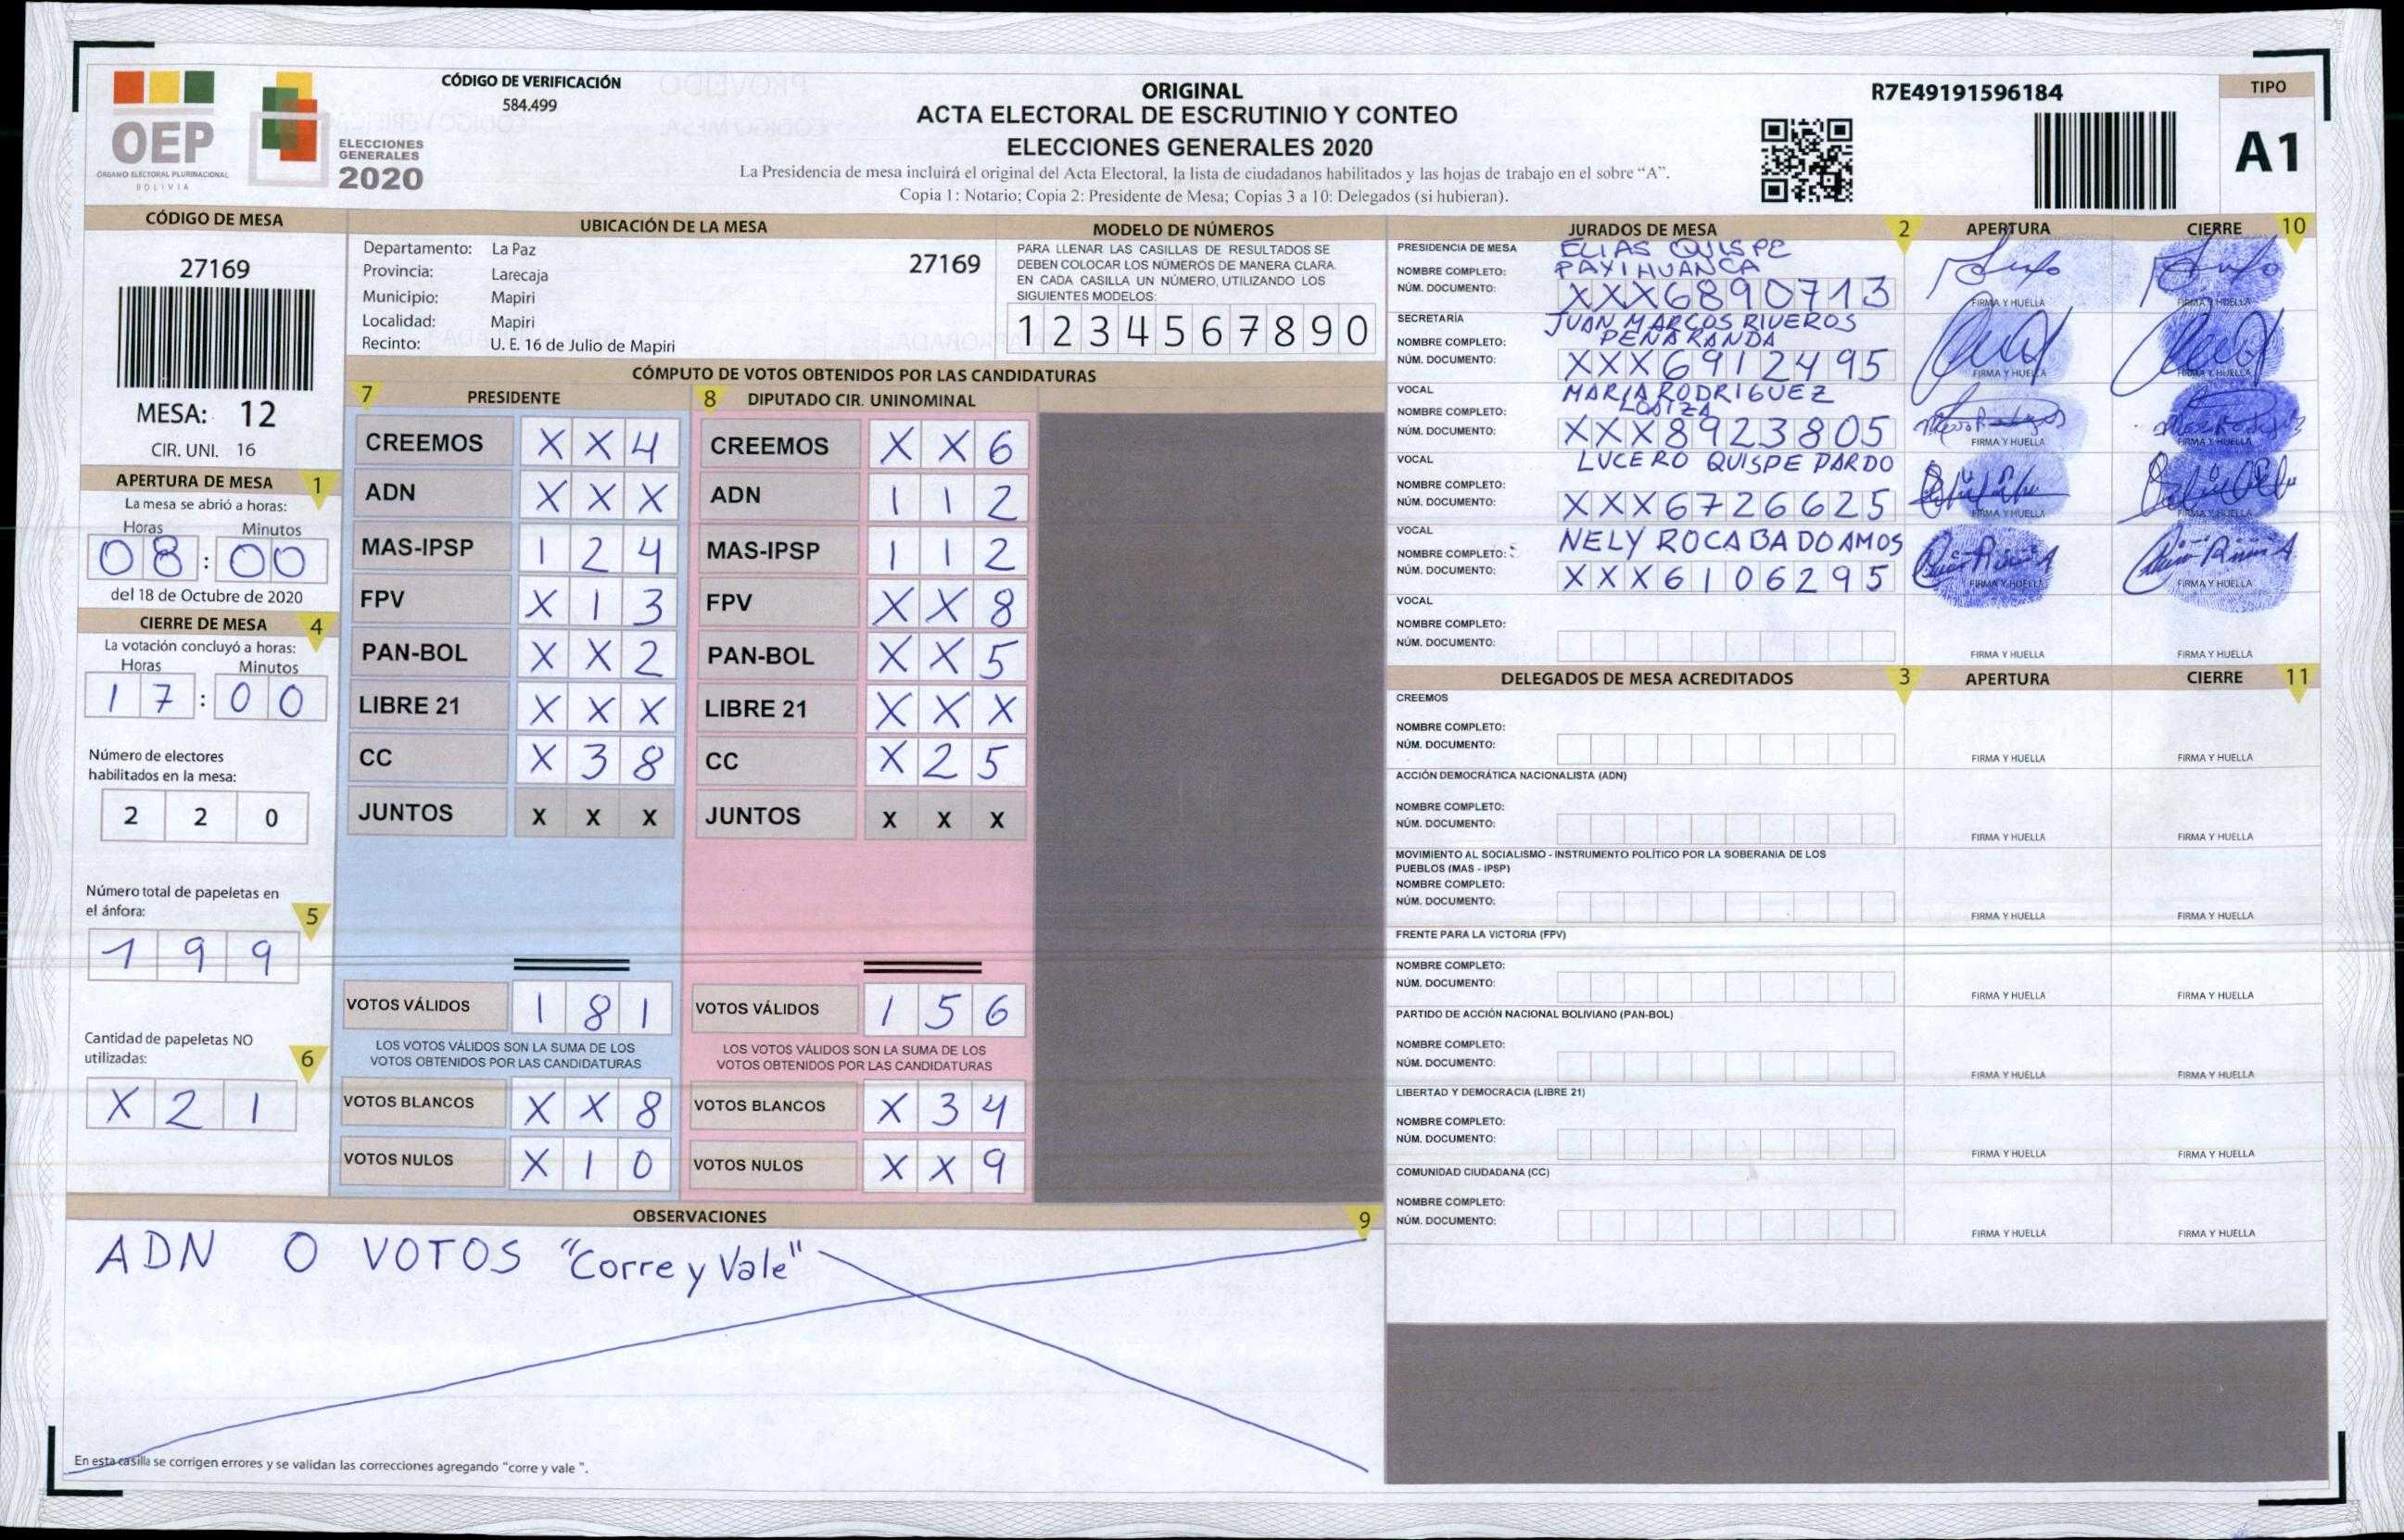 OEP
ÓRGANO ELECTORAL PLURINACIONAL
BOLIVIA
ELECCIONES
GENERALES
2020
CÓDIGO DE VERIFICACIÓN
584.499
ORIGINAL
ACTA ELECTORAL DE ESCRUTINIO Y CONTEO
ELECCIONES GENERALES 2020
La Presidencia de mesa incluirá el original del Acta Electoral, la lista de ciudadanos habilitados y las hojas de trabajo en el sobre “A”.
Copia 1: Notario; Copia 2: Presidente de Mesa; Copias 3 a 10: Delegados (si hubieran).
R7E49191596184
TIPO
A1
CÓDIGO DE MESA
27169
MESA: 12
CIR. UNI. 16
APERTURA DE MESA 1
La mesa se abrió a horas:
Horas Minutos
08:00
del 18 de Octubre de 2020
CIERRE DE MESA 4
La votación concluyó a horas:
Horas Minutos
17:00
Número de electores
habilitados en la mesa:
2 2 0
Número total de papeletas en
el ánfora: 5
1 9 9
Cantidad de papeletas NO
utilizadas: 6
X 2 1
UBICACIÓN DE LA MESA
Departamento: La Paz
27169
Provincia: Larecaja
Municipio: Mapiri
Localidad: Mapiri
Recinto: U. E. 16 de Julio de Mapiri
MODELO DE NÚMEROS
PARA LLENAR LAS CASILLAS DE RESULTADOS SE
DEBEN COLOCAR LOS NÚMEROS DE MANERA CLARA.
EN CADA CASILLA UN NÚMERO, UTILIZANDO LOS
SIGUIENTES MODELOS:
1 2 3 4 5 6 7 8 9 0
CÓMPUTO DE VOTOS OBTENIDOS POR LAS CANDIDATURAS
7 PRESIDENTE
CREEMOS X X 4
ADN X X X
MAS-IPSP 1 2 4
FPV X 1 3
PAN-BOL X X 2
LIBRE 21 X X X
CC X 3 8
JUNTOS X X X
VOTOS VÁLIDOS 1 8 1
LOS VOTOS VÁLIDOS SON LA SUMA DE LOS
VOTOS OBTENIDOS POR LAS CANDIDATURAS
VOTOS BLANCOS X X 8
VOTOS NULOS X 1 0
8 DIPUTADO CIR. UNINOMINAL
CREEMOS X X 6
ADN 1 1 2
MAS-IPSP 1 1 2
FPV X X 8
PAN-BOL X X 5
LIBRE 21 X X X
CC X 2 5
JUNTOS X X X
VOTOS VÁLIDOS 1 5 6
LOS VOTOS VÁLIDOS SON LA SUMA DE LOS
VOTOS OBTENIDOS POR LAS CANDIDATURAS
VOTOS BLANCOS X 3 4
VOTOS NULOS X X 9
OBSERVACIONES 9
ADN O VOTOS "Corre y Vale"
En esta casilla se corrigen errores y se validan las correcciones agregando “corre y vale ”.
JURADOS DE MESA 2 APERTURA CIERRE 10
PRESIDENCIA DE MESA ELIAS QUISPE
NOMBRE COMPLETO: PAXIHUANCA
NÚM. DOCUMENTO: XXX6890713
FIRMA Y HUELLA FIRMA Y HUELLA
SECRETARÍA JUAN MARCOS RIVEROS
NOMBRE COMPLETO: PEÑARANDA
NÚM. DOCUMENTO: XXX6912495
FIRMA Y HUELLA FIRMA Y HUELLA
VOCAL MARIA RODRIGUEZ
NOMBRE COMPLETO: LOAIZA
NÚM. DOCUMENTO: XXX8923805
FIRMA Y HUELLA FIRMA Y HUELLA
VOCAL LUCERO QUISPE PARDO
NOMBRE COMPLETO:
NÚM. DOCUMENTO: XXX6726625
FIRMA Y HUELLA FIRMA Y HUELLA
VOCAL NELY ROCABADO AMOS
NOMBRE COMPLETO:
NÚM. DOCUMENTO: XXX6106295
FIRMA Y HUELLA FIRMA Y HUELLA
VOCAL
NOMBRE COMPLETO:
NÚM. DOCUMENTO:
FIRMA Y HUELLA FIRMA Y HUELLA
DELEGADOS DE MESA ACREDITADOS 3 APERTURA CIERRE 11
CREEMOS
NOMBRE COMPLETO:
NÚM. DOCUMENTO:
FIRMA Y HUELLA FIRMA Y HUELLA
ACCIÓN DEMOCRÁTICA NACIONALISTA (ADN)
NOMBRE COMPLETO:
NÚM. DOCUMENTO:
FIRMA Y HUELLA FIRMA Y HUELLA
MOVIMIENTO AL SOCIALISMO - INSTRUMENTO POLÍTICO POR LA SOBERANIA DE LOS
PUEBLOS (MAS - IPSP)
NOMBRE COMPLETO:
NÚM. DOCUMENTO:
FIRMA Y HUELLA FIRMA Y HUELLA
FRENTE PARA LA VICTORIA (FPV)
NOMBRE COMPLETO:
NÚM. DOCUMENTO:
FIRMA Y HUELLA FIRMA Y HUELLA
PARTIDO DE ACCIÓN NACIONAL BOLIVIANO (PAN-BOL)
NOMBRE COMPLETO:
NÚM. DOCUMENTO:
FIRMA Y HUELLA FIRMA Y HUELLA
LIBERTAD Y DEMOCRACIA (LIBRE 21)
NOMBRE COMPLETO:
NÚM. DOCUMENTO:
FIRMA Y HUELLA FIRMA Y HUELLA
COMUNIDAD CIUDADANA (CC)
NOMBRE COMPLETO:
NÚM. DOCUMENTO:
FIRMA Y HUELLA FIRMA Y HUELLA